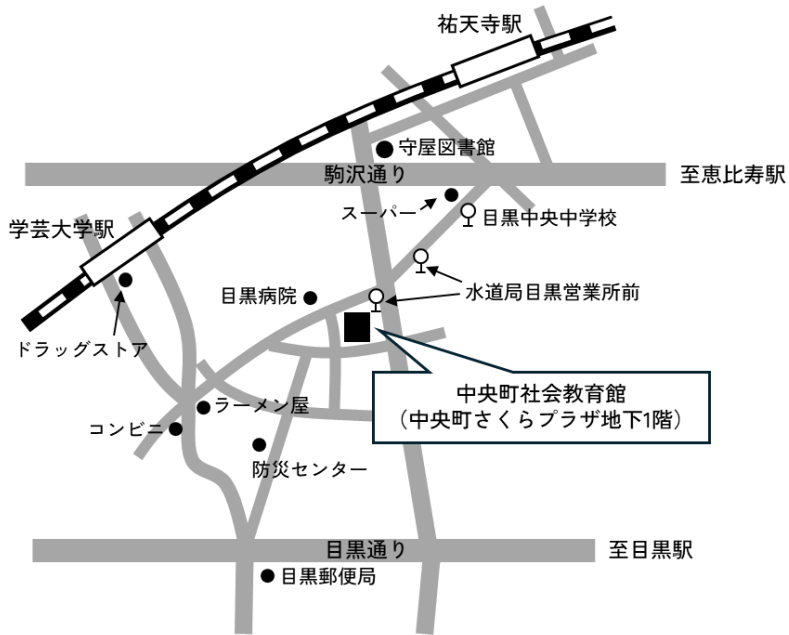 祐天寺駅
守屋図書館
駒沢通り
至恵比寿駅
スーパー
目黒中央中学校
学芸大学駅
水道局目黒営業所前
目黒病院
ドラッグストア
中央町社会教育館
（中央町さくらプラザ地下1階）
ラーメン屋
コンビニ
防災センター
目黒通り
至目黒駅
目黒郵便局